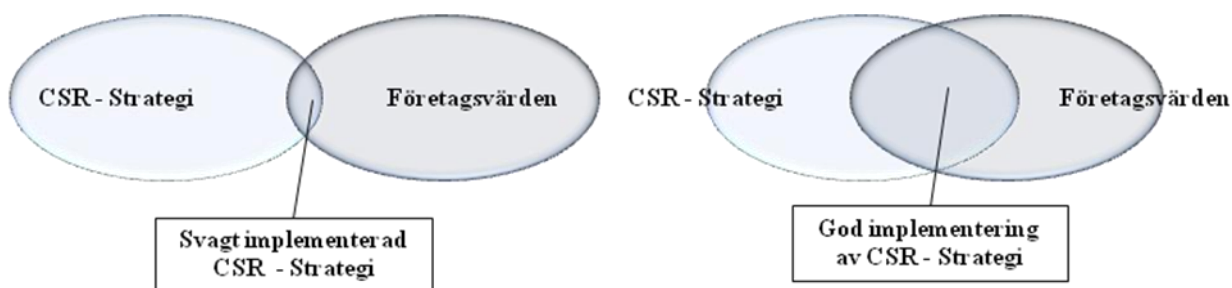 CSR - Strategi
Företagsvärden
Svagt implementerad
CSR - Strategi
CSR - Strategi
Företagsvärden
God implementering
av CSR - Strategi